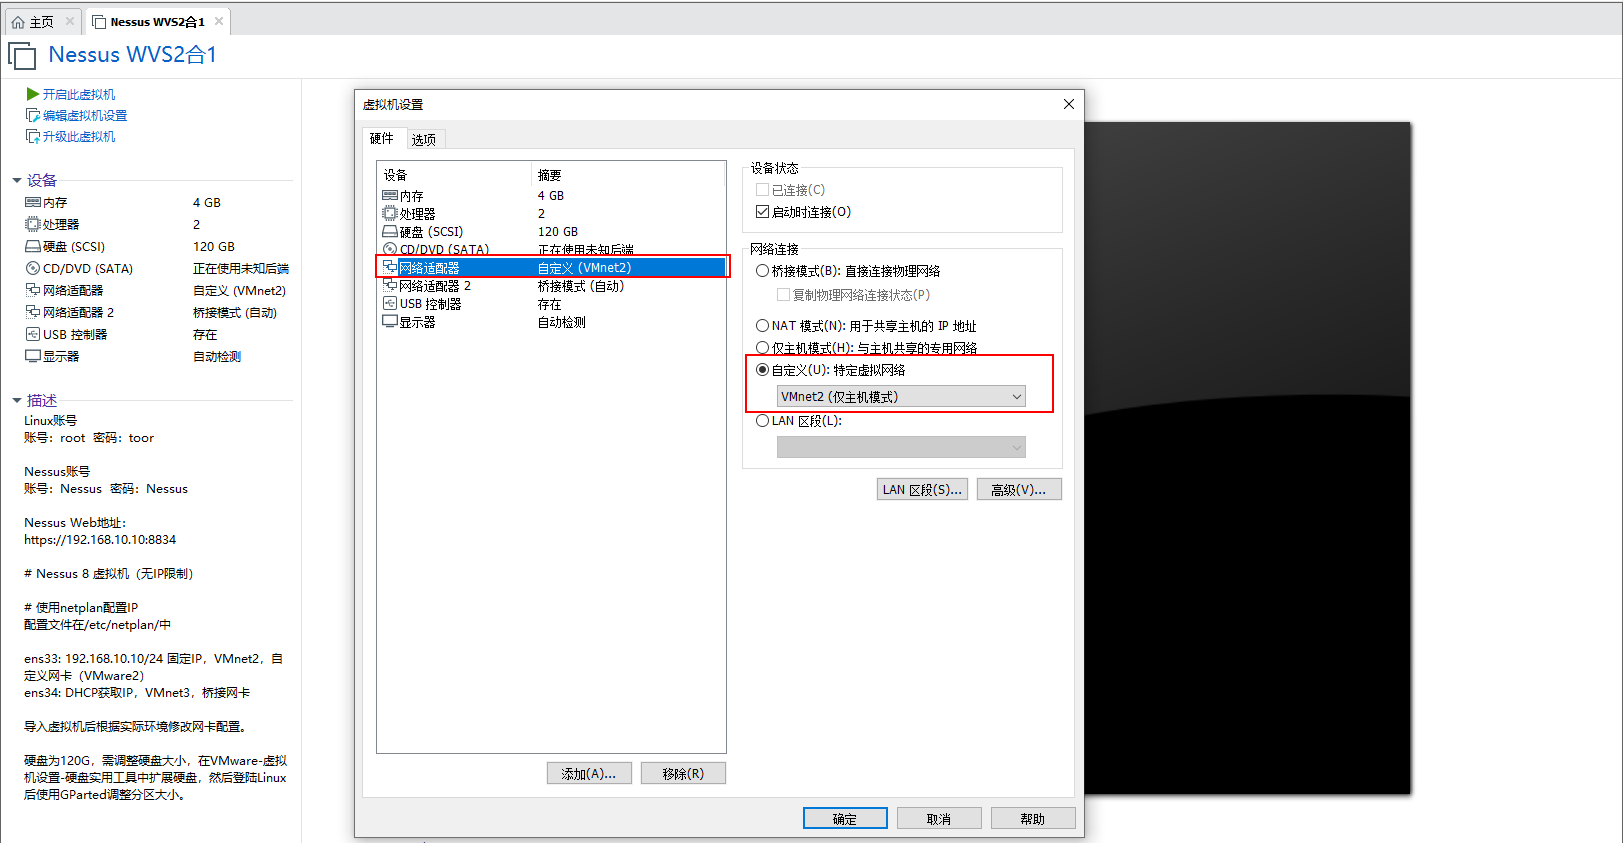 主页
Nessus WVS2合1
Nessus WVS2合1
开启此虚拟机
编辑虚拟机设置
升级此虚拟机
设备
内存 4 GB
处理器 2
硬盘 (SCSI) 120 GB
CD/DVD (SATA) 正在使用未知后端
网络适配器 自定义 (VMnet2)
网络适配器 2 桥接模式 (自动)
USB 控制器 存在
显示器 自动检测
描述
Linux账号
账号：root 密码：toor
Nessus账号
账号：Nessus 密码：Nessus
Nessus Web地址：
https://192.168.10.10:8834
# Nessus 8 虚拟机（无IP限制）
# 使用netplan配置IP
配置文件在/etc/netplan/中
ens33: 192.168.10.10/24 固定IP，VMnet2，自
定义网卡（VMware2）
ens34: DHCP获取IP，VMnet3，桥接网卡
导入虚拟机后根据实际环境修改网卡配置。
硬盘为120G，需调整硬盘大小，在VMware-虚拟
机设置-硬盘实用工具中扩展硬盘，然后登陆Linux
后使用GParted调整分区大小。
虚拟机设置
硬件 选项
设备 摘要
内存 4 GB
处理器 2
硬盘 (SCSI) 120 GB
CD/DVD (SATA) 正在使用未知后端
网络适配器 自定义 (VMnet2)
网络适配器 2 桥接模式 (自动)
USB 控制器 存在
显示器 自动检测
添加(A)... 移除(R)
设备状态
已连接(C)
启动时连接(O)
网络连接
桥接模式(B): 直接连接物理网络
复制物理网络连接状态(P)
NAT 模式(N): 用于共享主机的 IP 地址
仅主机模式(H): 与主机共享的专用网络
自定义(U): 特定虚拟网络
VMnet2 (仅主机模式)
LAN 区段(L):
LAN 区段(S)... 高级(V)...
确定 取消 帮助